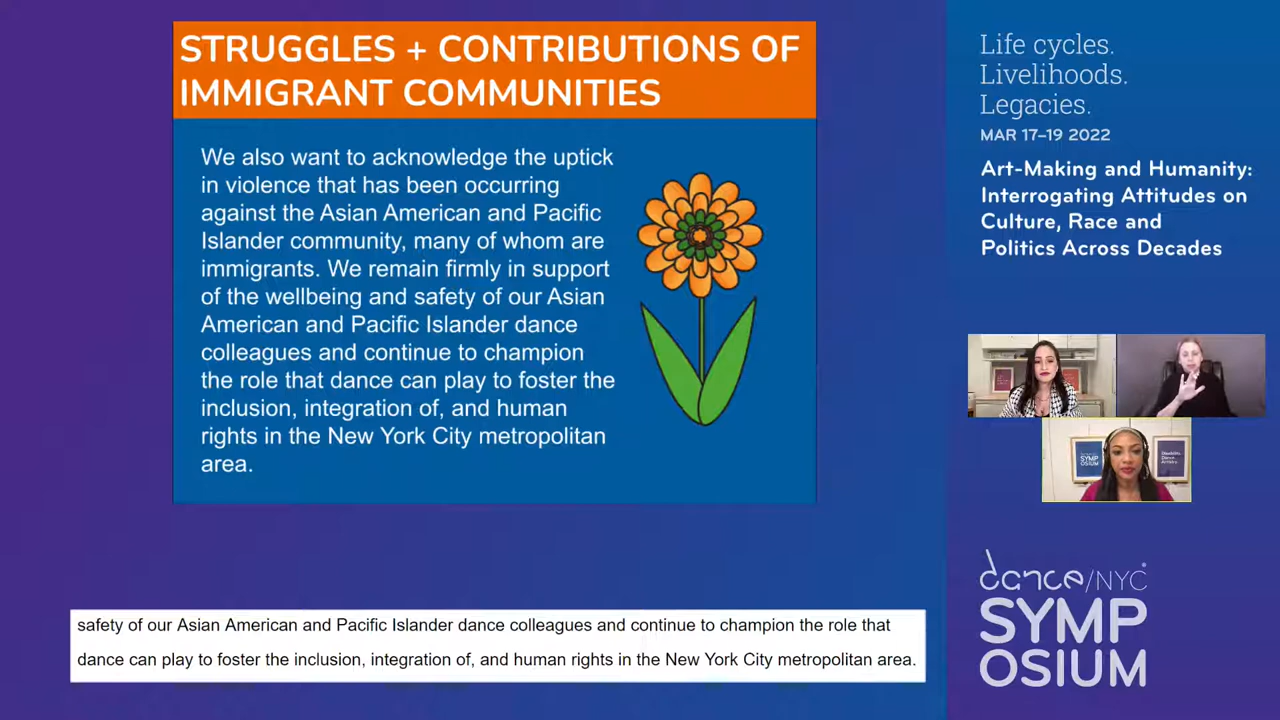 STRUGGLES + CONTRIBUTIONS OF
IMMIGRANT COMMUNITIES
We also want to acknowledge the uptick
in violence that has been occurring
against the Asian American and Pacific
Islander community, many of whom are
immigrants. We remain firmly in support
of the wellbeing and safety of our Asian
American and Pacific Islander dance
colleagues and continue to champion
the role that dance can play to foster the
inclusion, integration of, and human
rights in the New York City metropolitan
area.
safety of our Asian American and Pacific Islander dance colleagues and continue to champion the role that
dance can play to foster the inclusion, integration of, and human rights in the New York City metropolitan area.
Life cycles.
Livelihoods.
Legacies.
MAR 17–19 2022
Art-Making and Humanity:
Interrogating Attitudes on
Culture, Race and
Politics Across Decades
SYMP
OSIUM
Disability.
Dance.
Artistry.
dance/NYC
SYMP
OSIUM